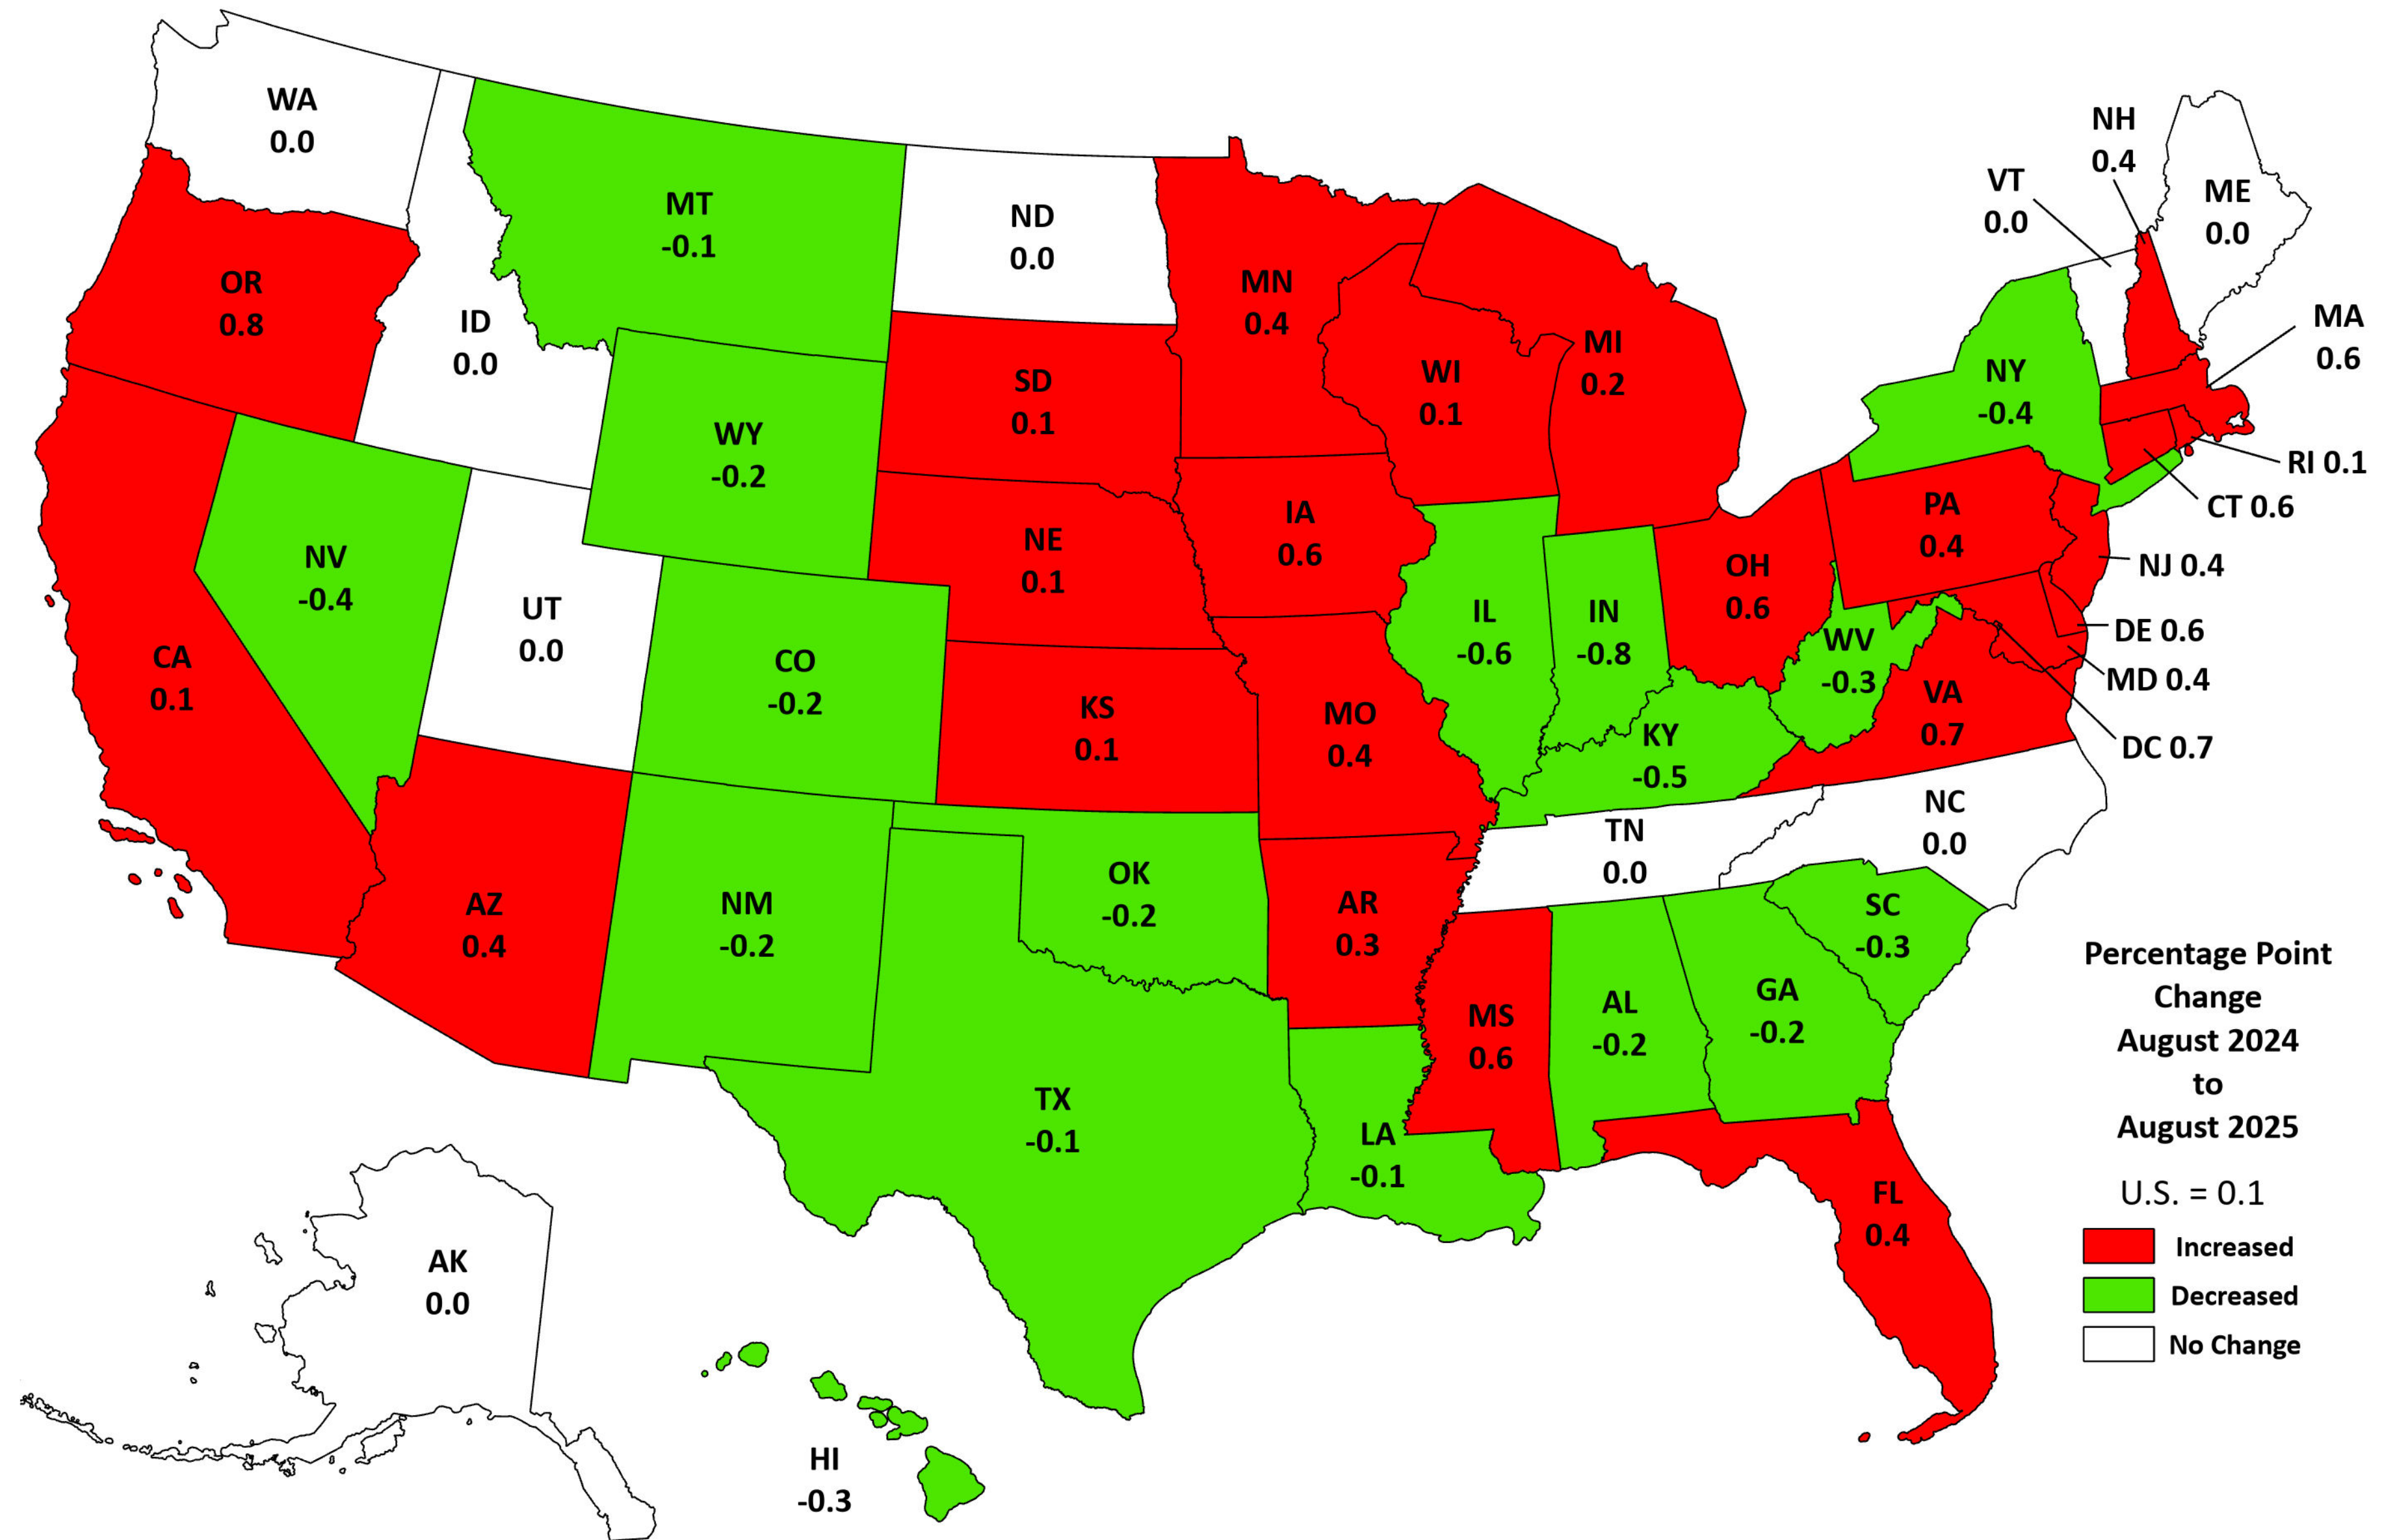 WA
0.0
OR
0.8
CA
0.1
ID
0.0
NV
-0.4
MT
-0.1
WY
-0.2
UT
0.0
CO
-0.2
AZ
0.4
NM
-0.2
ND
0.0
SD
0.1
NE
0.1
KS
0.1
OK
-0.2
TX
-0.1
MN
0.4
IA
0.6
MO
0.4
AR
0.3
LA
-0.1
WI
0.1
MI
0.2
IL
-0.6
IN
-0.8
OH
0.6
KY
-0.5
WV
-0.3
VA
0.7
TN
0.0
NC
0.0
SC
-0.3
MS
0.6
AL
-0.2
GA
-0.2
FL
0.4
PA
0.4
NY
-0.4
VT
0.0
NH
0.4
ME
0.0
MA
0.6
RI 0.1
CT 0.6
NJ 0.4
DE 0.6
MD 0.4
DC 0.7
AK
0.0
HI
-0.3
Percentage Point
Change
August 2024
to
August 2025
U.S. = 0.1
Increased
Decreased
No Change